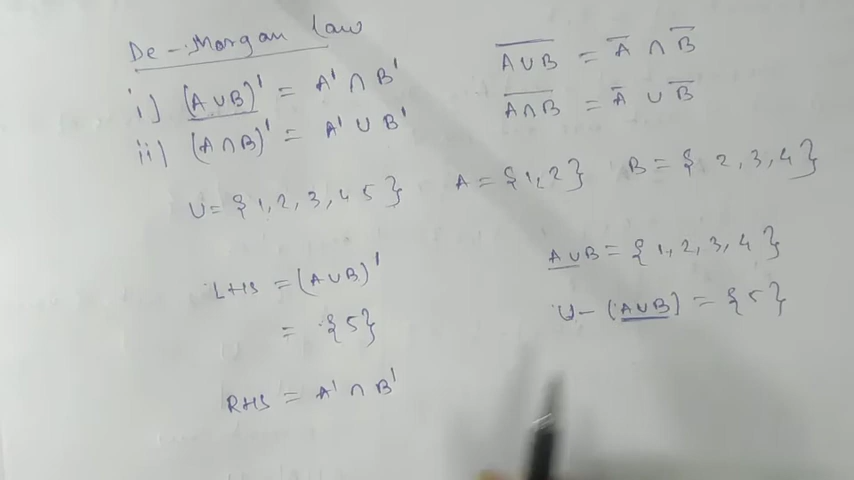 De-Morgan law
i] (A∪B)' = A' ∩ B'
ii] (A∩B)' = A' ∪ B'
A̅∪̅B̅ = A̅ ∩ B̅
A̅∩̅B̅ = A̅ ∪ B̅
U = {1, 2, 3, 4 5} A = {1, 2} B = { 2, 3, 4 }
LHS = (A∪B)'
= {5}
A∪B = {1, 2, 3, 4 }
U - (A∪B) = {5}
RHS = A' ∩ B'